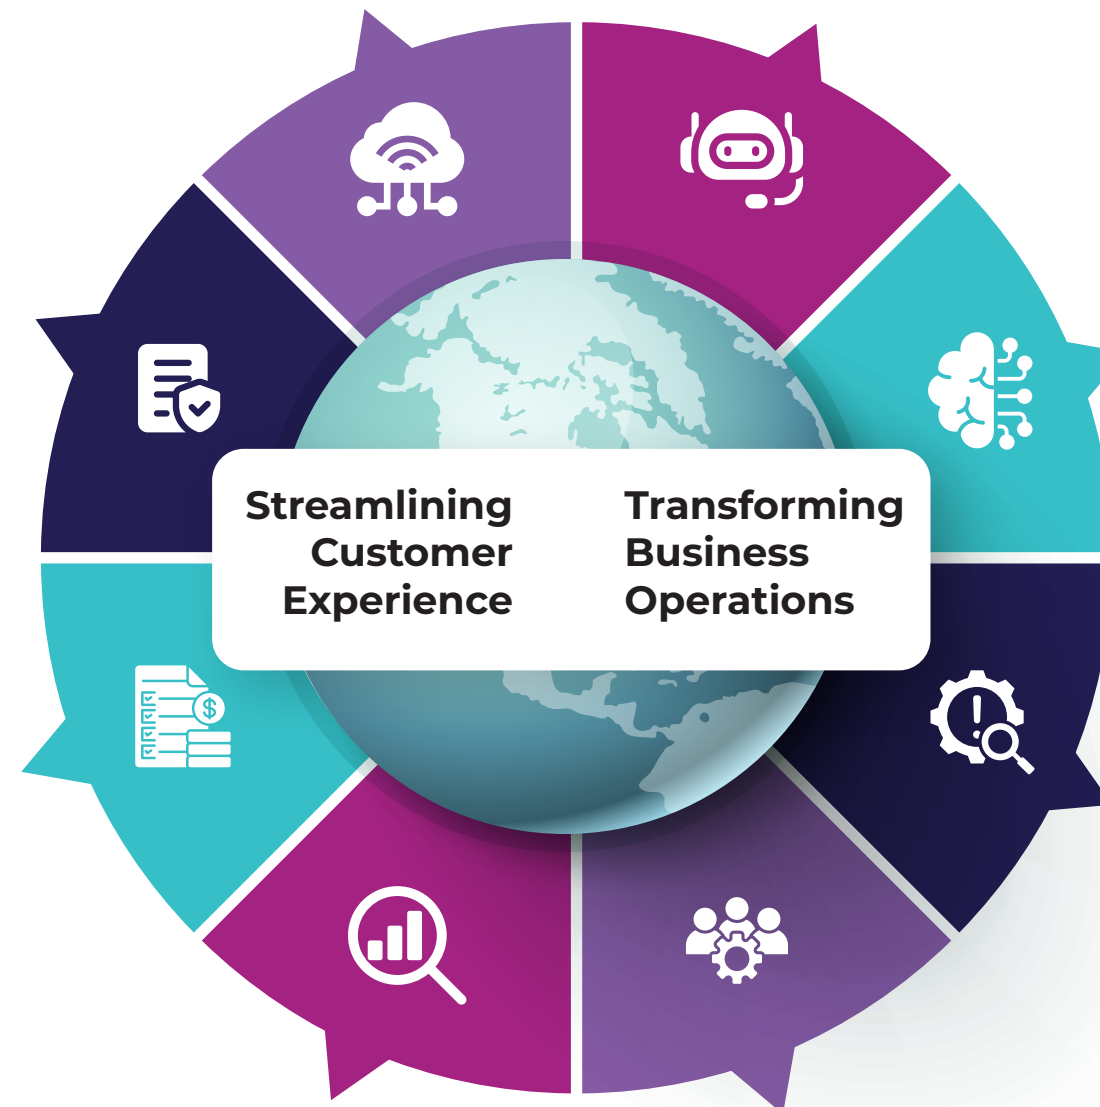 Streamlining
Customer
Experience
Transforming
Business
Operations
$